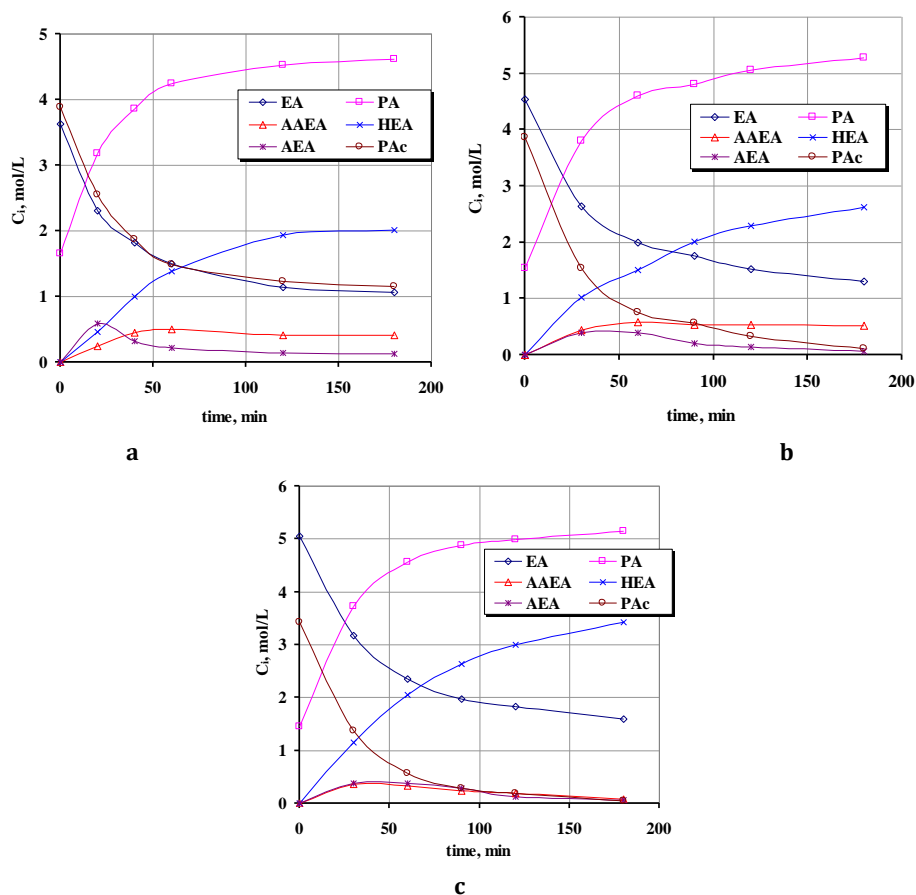 5
4
3
2
1
0
C_i, mol/L
EA PA
AAEA HEA
AEA PAc
0 50 100 150 200
time, min
a
6
5
4
3
2
1
0
C_i, mol/L
EA PA
AAEA HEA
AEA PAc
0 50 100 150 200
time, min
b
6
5
4
3
2
1
0
C_i, mol/L
EA PA
AAEA HEA
AEA PAc
0 50 100 150 200
time, min
c